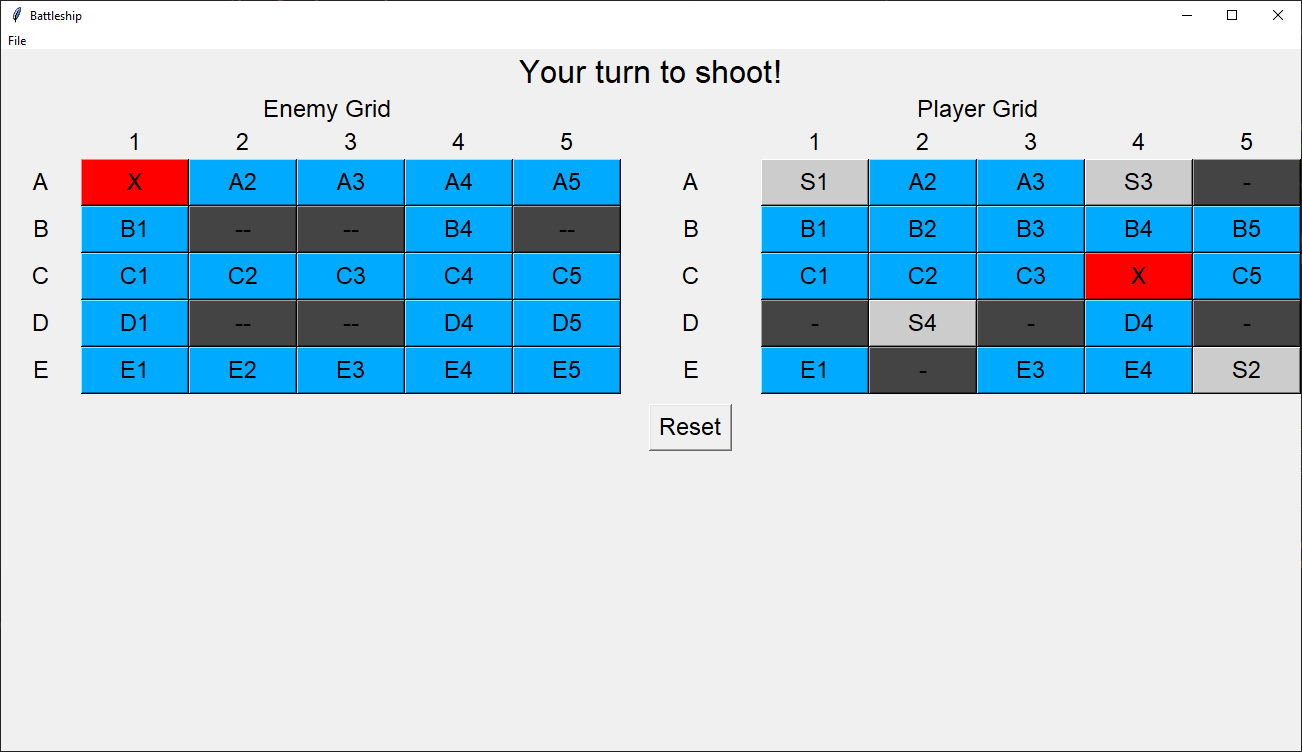 Battleship
File
Your turn to shoot!
Enemy Grid Player Grid
1 2 3 4 5 1 2 3 4 5
A X A2 A3 A4 A5 A S1 A2 A3 S3 -
B B1 -- -- B4 -- B B1 B2 B3 B4 B5
C C1 C2 C3 C4 C5 C C1 C2 C3 X C5
D D1 -- -- D4 D5 D - S4 - D4 -
E E1 E2 E3 E4 E5 E E1 - E3 E4 S2
Reset